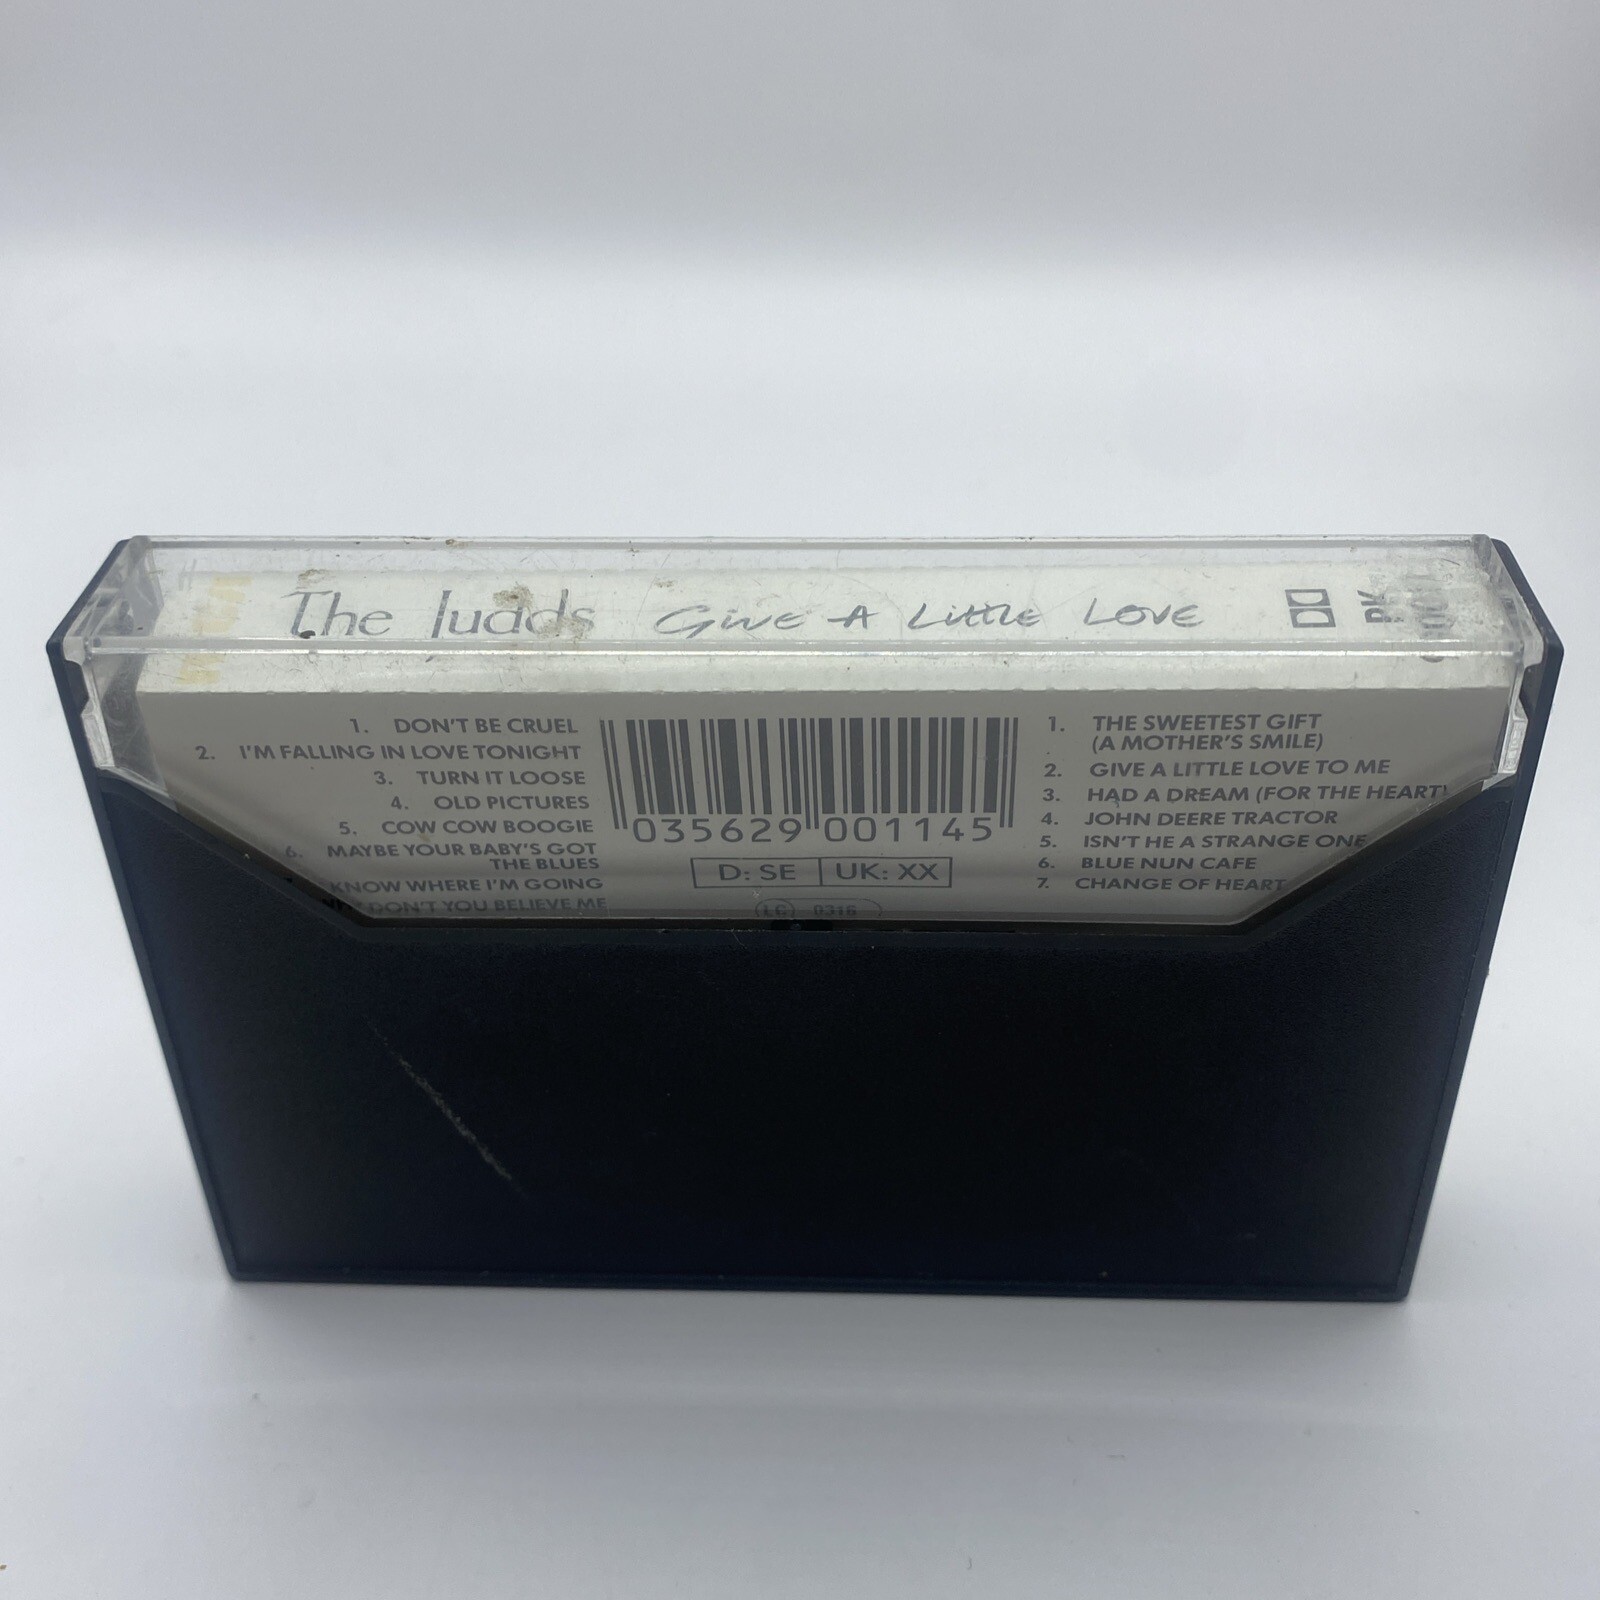 The Judds Give A Little Love
1. DON'T BE CRUEL
2. I'M FALLING IN LOVE TONIGHT
3. TURN IT LOOSE
4. OLD PICTURES
5. COW COW BOOGIE
6. MAYBE YOUR BABY'S GOT
THE BLUES
KNOW WHERE I'M GOING
DON'T YOU BELIEVE ME
035629 001145
D: SE UK: XX
LC 0316
1. THE SWEETEST GIFT
(A MOTHER'S SMILE)
2. GIVE A LITTLE LOVE TO ME
3. HAD A DREAM (FOR THE HEART)
4. JOHN DEERE TRACTOR
5. ISN'T HE A STRANGE ONE
6. BLUE NUN CAFE
7. CHANGE OF HEART